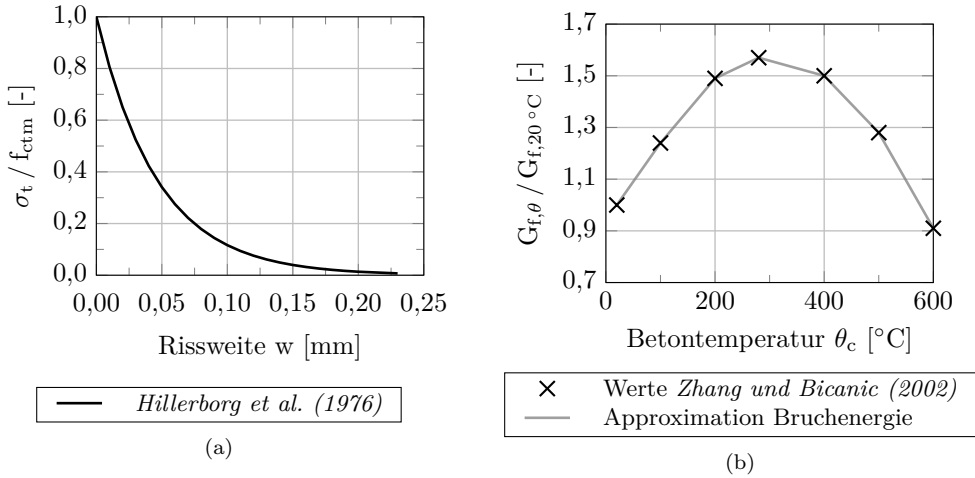 1,0
0,8
0,6
0,4
0,2
0,0
σt / fctm [-]
0,00 0,05 0,10 0,15 0,20 0,25
Rissweite w [mm]
Hillerborg et al. (1976)
(a)
1,7
1,5
1,3
1,1
0,9
0,7
Gf,θ / Gf,20 °C [-]
0 200 400 600
Betontemperatur θc [°C]
Werte Zhang und Bicanic (2002)
Approximation Bruchenergie
(b)